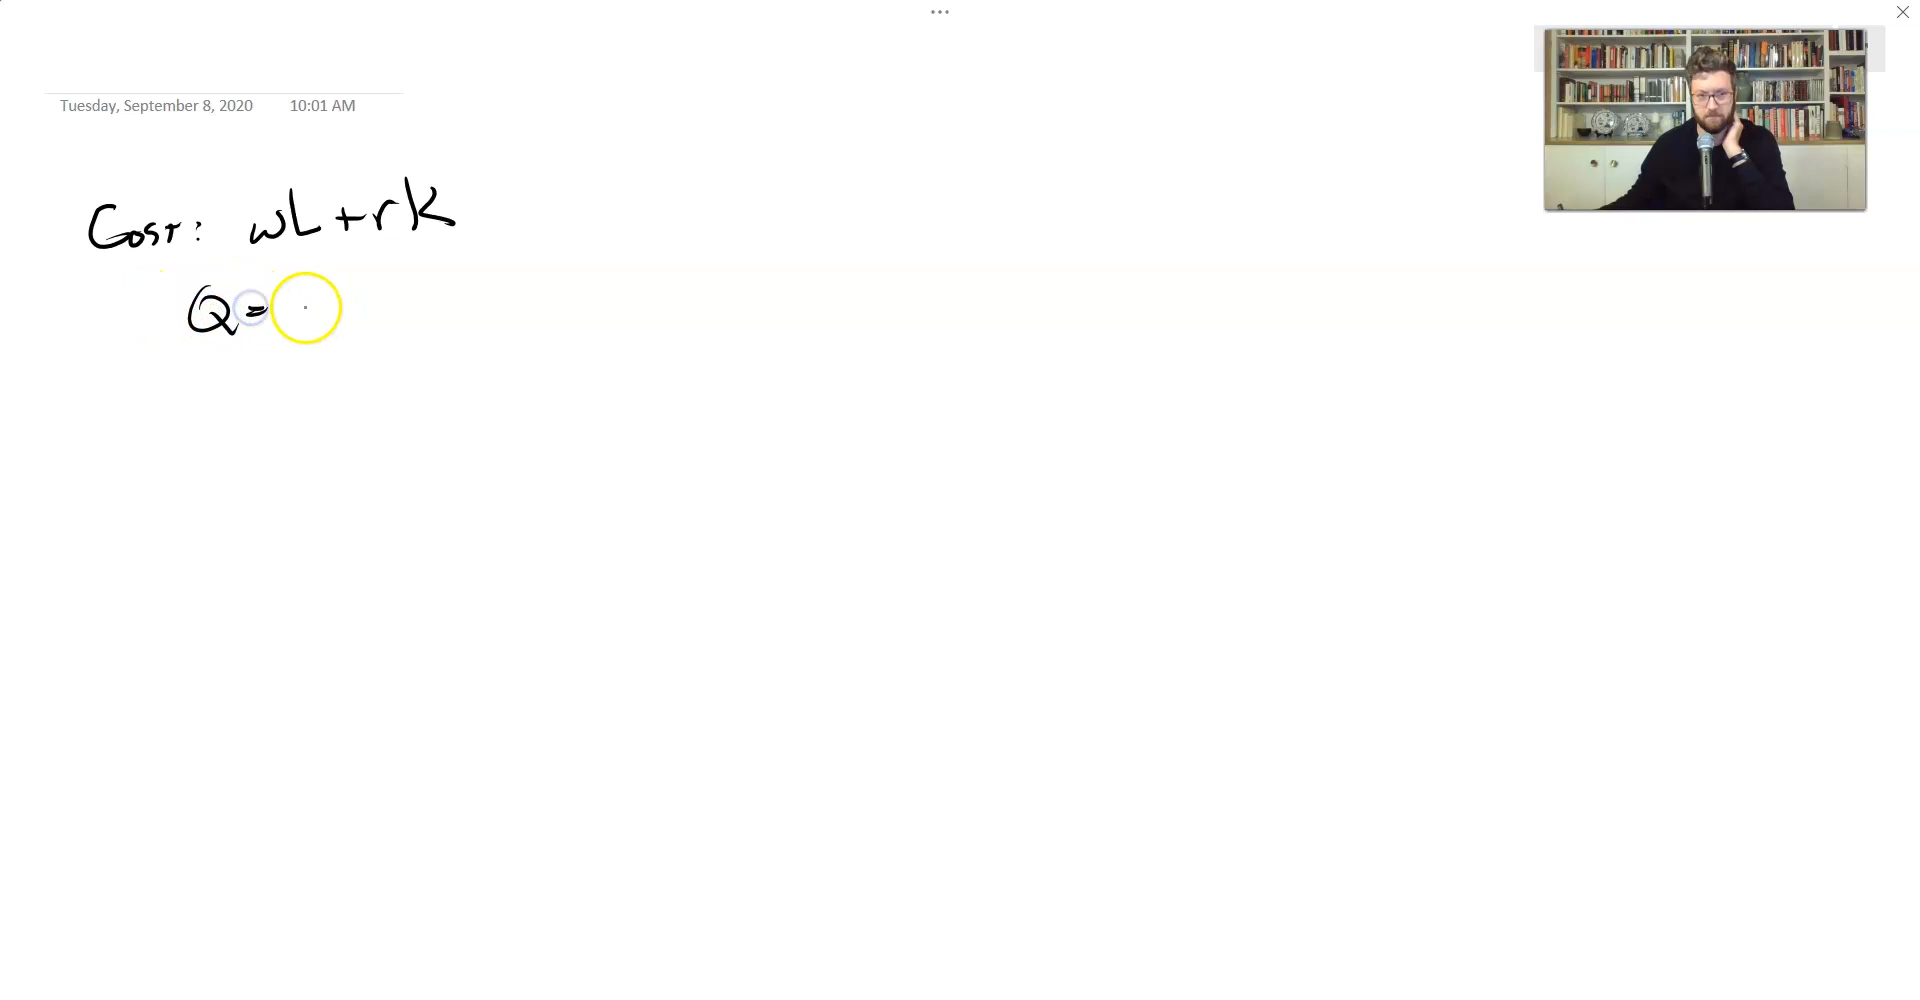 Tuesday, September 8, 2020 10:01 AM
Cost: wL + rK
Q =